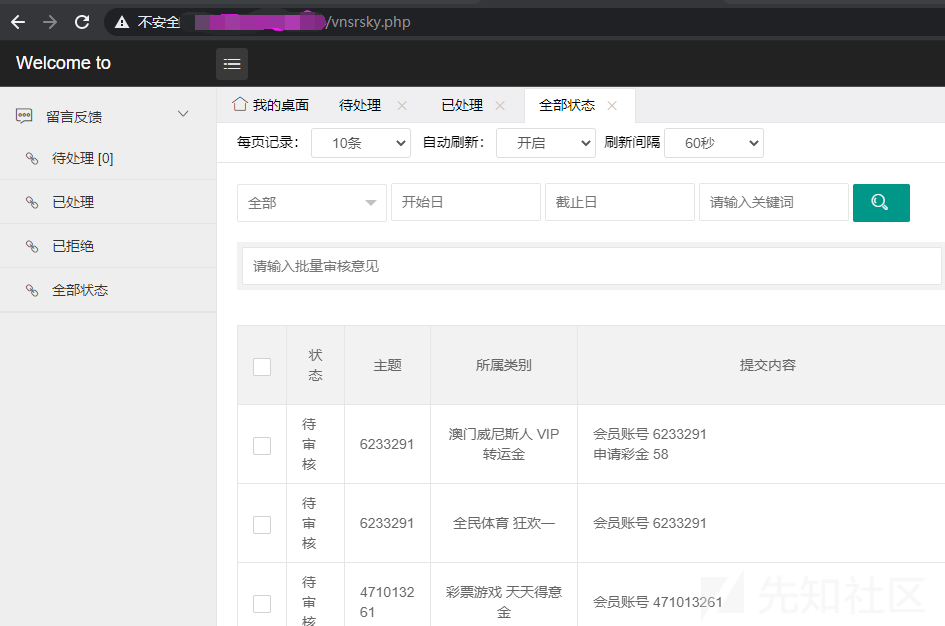 不安全 /vnsrsky.php
Welcome to
留言反馈
待处理 [0]
已处理
已拒绝
全部状态
我的桌面 待处理 已处理 全部状态
每页记录： 10条 自动刷新： 开启 刷新间隔 60秒
全部 开始日 截止日 请输入关键词
请输入批量审核意见
状
态
主题 所属类别 提交内容
待
审
核
6233291
澳门威尼斯人 VIP
转运金
会员账号 6233291
申请彩金 58
待
审
核
6233291
全民体育 狂欢一
会员账号 6233291
待
审
核
4710132
61
彩票游戏 天天得意
金
会员账号 471013261
先知社区